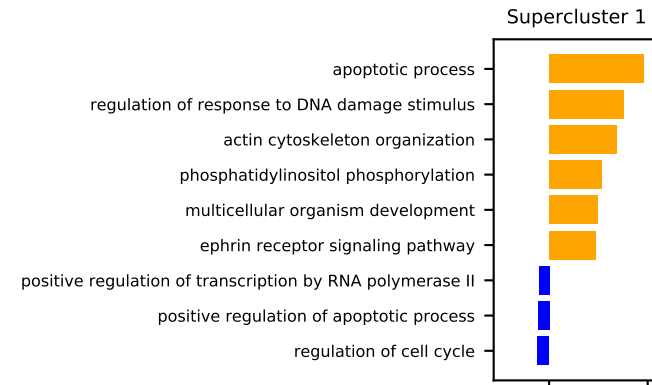 Supercluster 1
apoptotic process
regulation of response to DNA damage stimulus
actin cytoskeleton organization
phosphatidylinositol phosphorylation
multicellular organism development
ephrin receptor signaling pathway
positive regulation of transcription by RNA polymerase II
positive regulation of apoptotic process
regulation of cell cycle